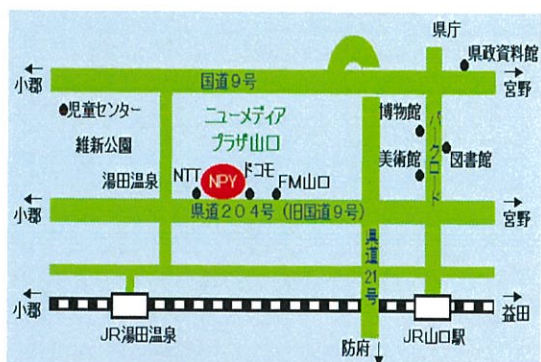 県庁
県政資料館
国道9号
小郡
宮野
児童センター
ニューメディア
プラザ山口
博物館
パークロード
維新公園
美術館
図書館
湯田温泉
NTT
NPY
ドコモ
FM山口
県道204号(旧国道9号)
小郡
宮野
県道21号
小郡
益田
JR湯田温泉
防府
JR山口駅